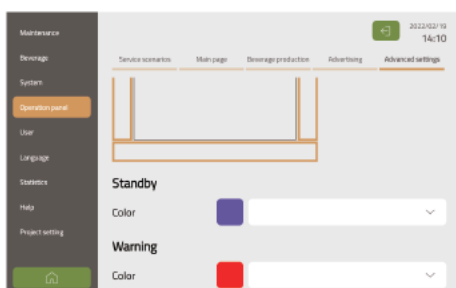 2022/02/10
14:10
Maintenance
Beverage
System
Operation panel
User
Language
Statistics
Help
Project setting
Service scenarios
Main page
Beverage production
Advertising
Advanced settings
Standby
Color
Warning
Color